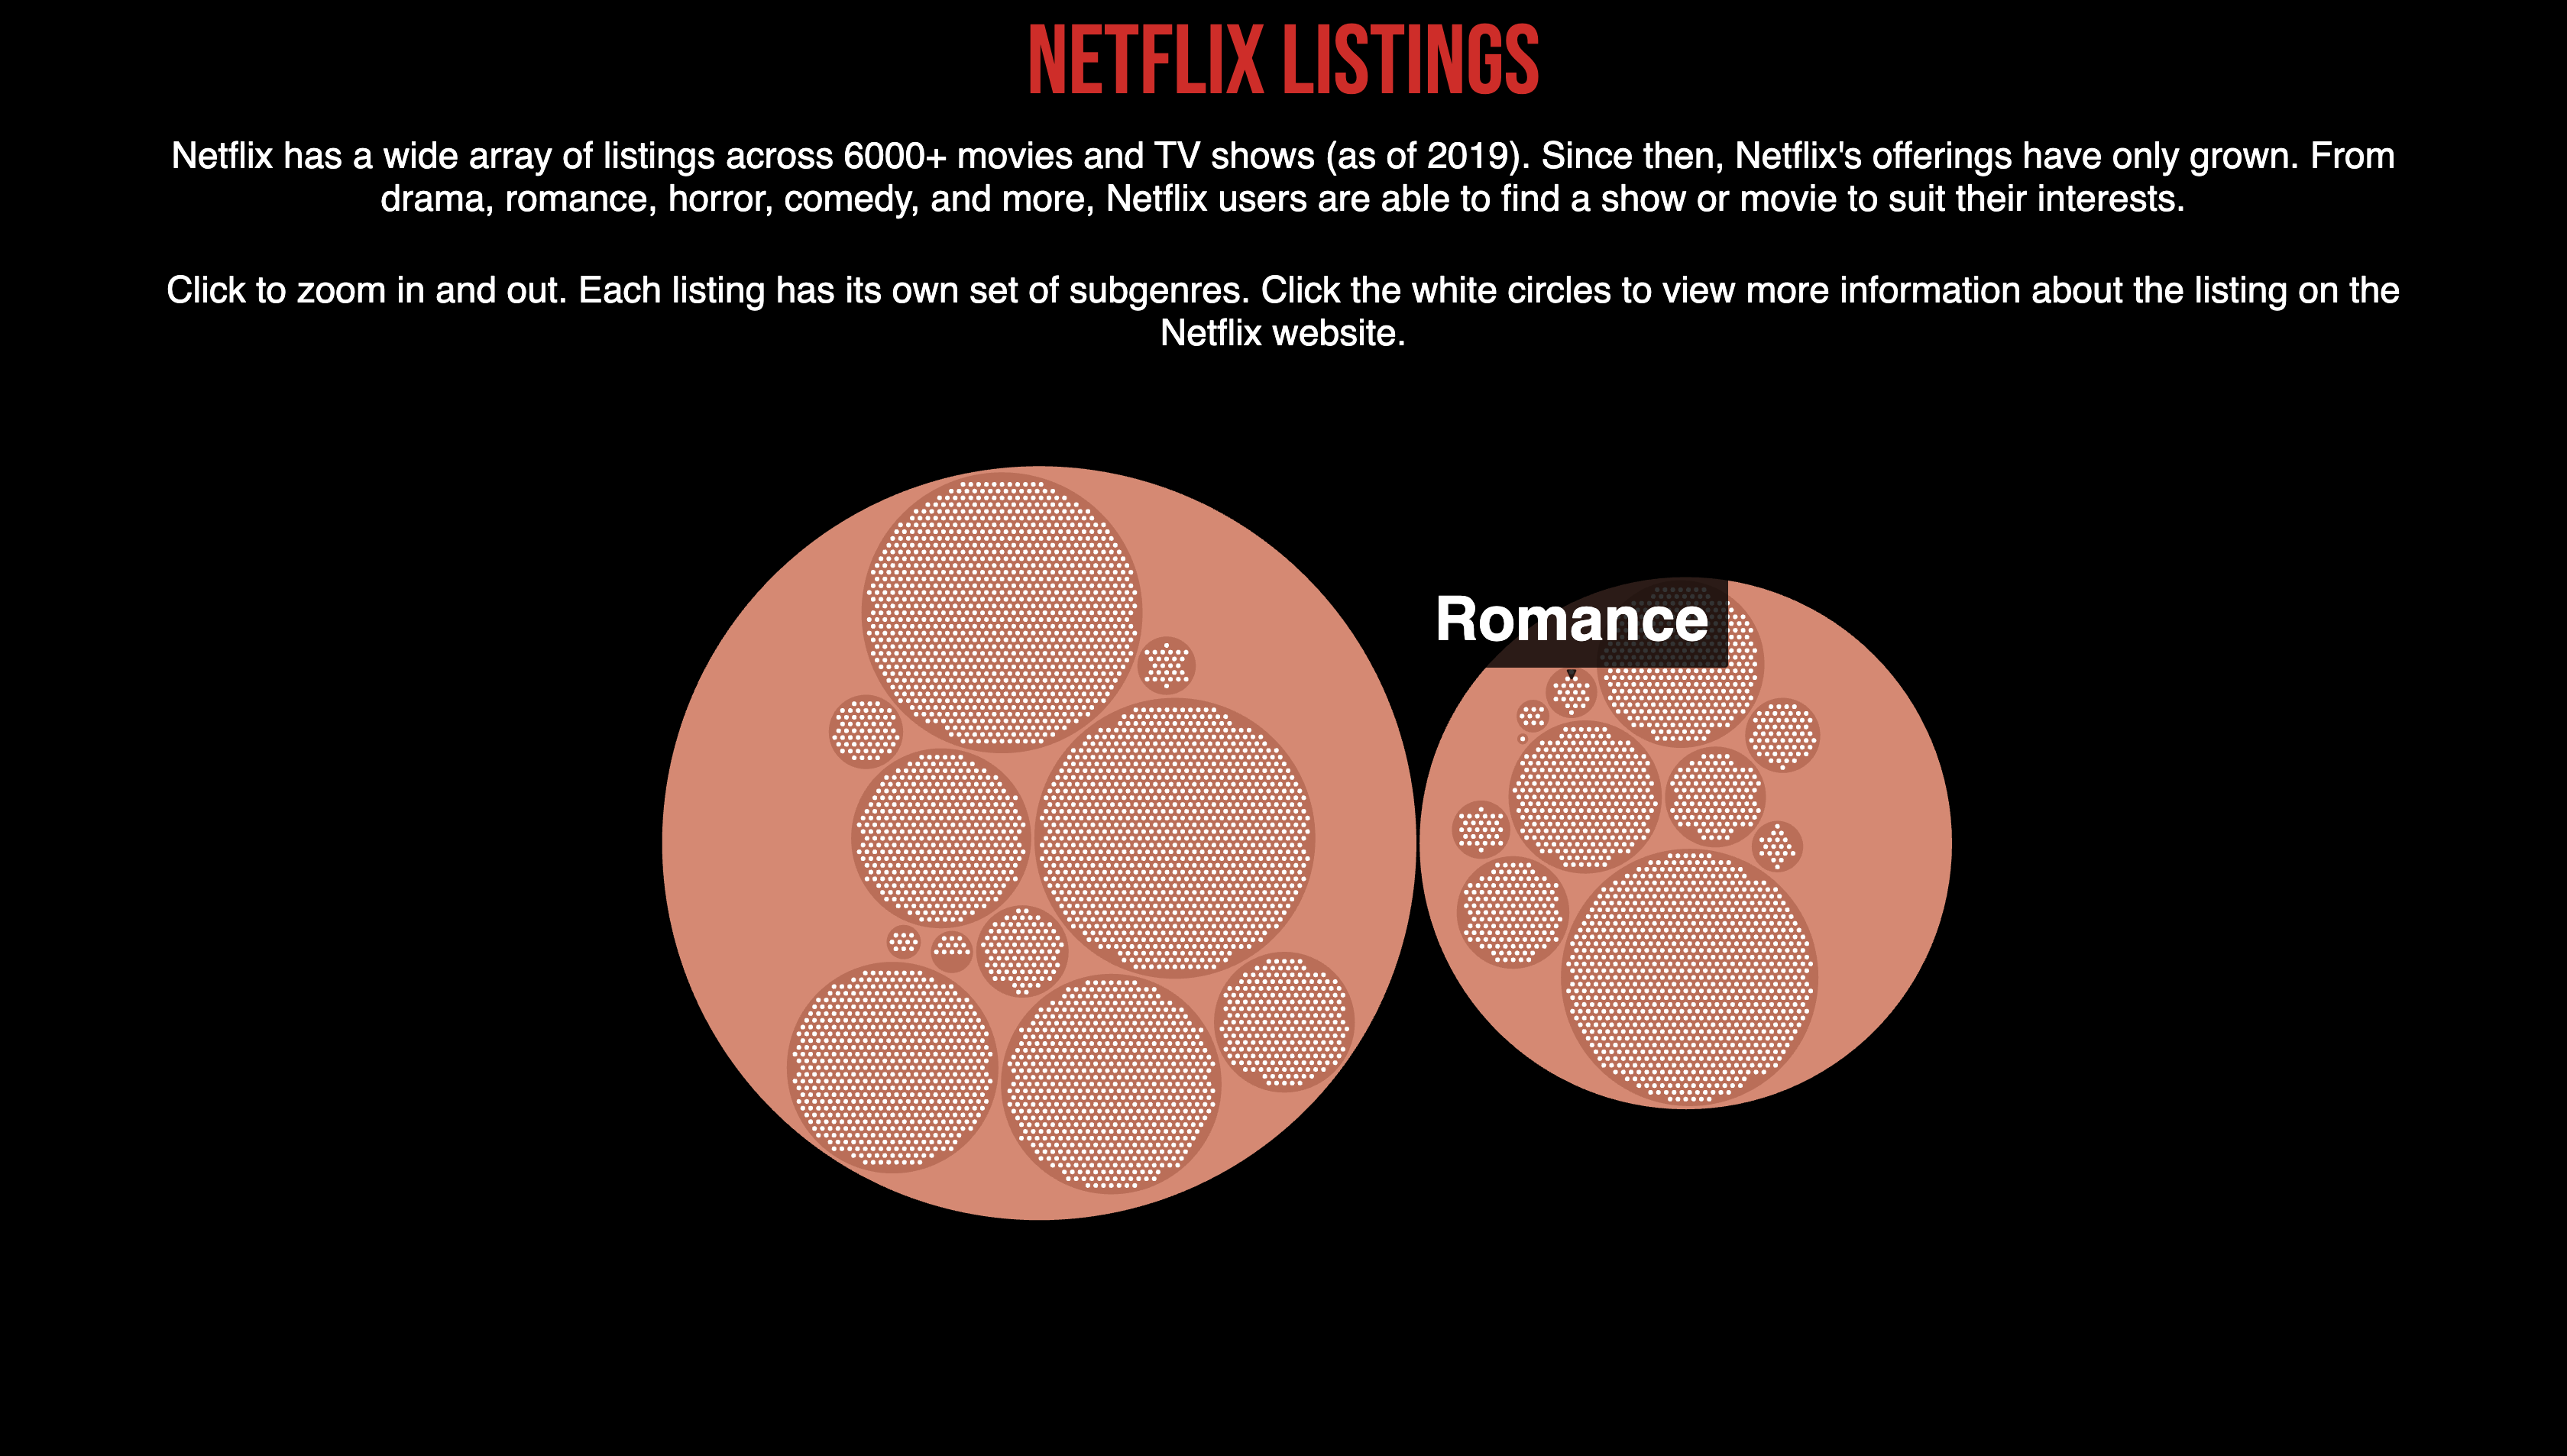 NETFLIX LISTINGS
Netflix has a wide array of listings across 6000+ movies and TV shows (as of 2019). Since then, Netflix's offerings have only grown. From
drama, romance, horror, comedy, and more, Netflix users are able to find a show or movie to suit their interests.
Click to zoom in and out. Each listing has its own set of subgenres. Click the white circles to view more information about the listing on the
Netflix website.
Romance